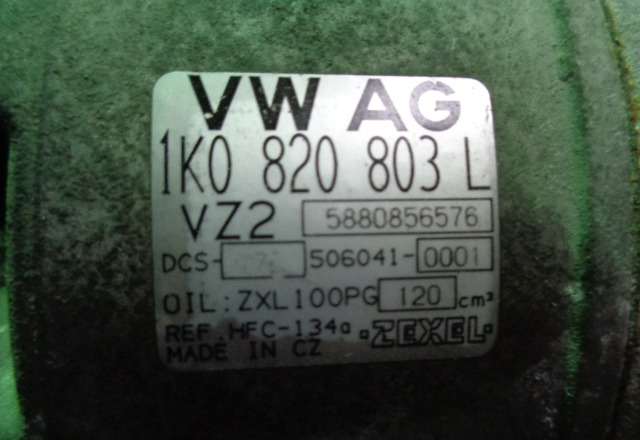 VW AG
1K0 820 803 L
VZ2 5880856576
DCS- 506041-0001
OIL: ZXL100PG 120 cm³
REF. HFC-134a ZEXEL
MADE IN CZ